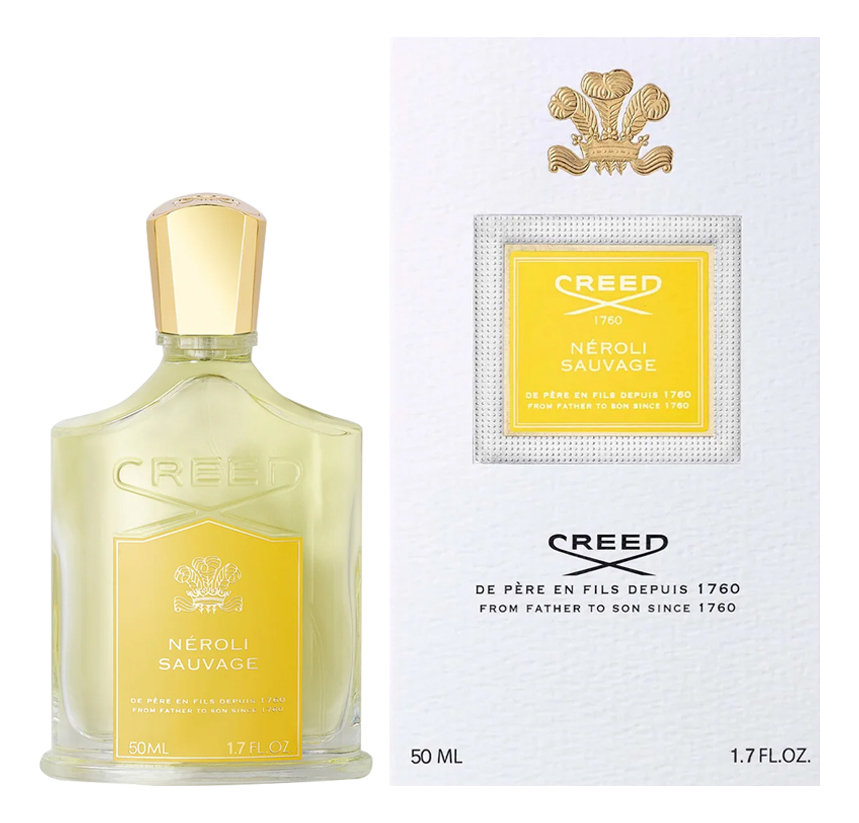 CREED
NÉROLI
SAUVAGE
DE PÈRE EN FILS DEPUIS 1760
FROM FATHER TO SON SINCE 1760
50ML 1.7 FL.OZ
CREED
1760
NÉROLI
SAUVAGE
DE PÈRE EN FILS DEPUIS 1760
FROM FATHER TO SON SINCE 1760
CREED
DE PÈRE EN FILS DEPUIS 1760
FROM FATHER TO SON SINCE 1760
50 ML 1.7 FL.OZ.